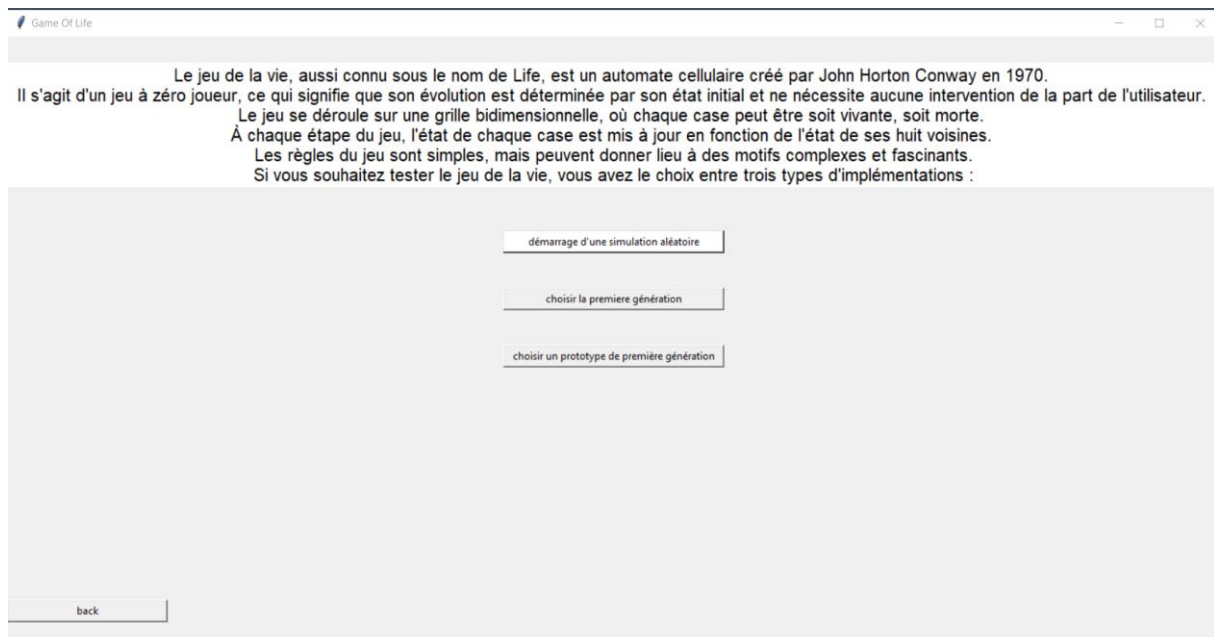 Game Of Life
Le jeu de la vie, aussi connu sous le nom de Life, est un automate cellulaire créé par John Horton Conway en 1970.
Il s'agit d'un jeu à zéro joueur, ce qui signifie que son évolution est déterminée par son état initial et ne nécessite aucune intervention de la part de l'utilisateur.
Le jeu se déroule sur une grille bidimensionnelle, où chaque case peut être soit vivante, soit morte.
À chaque étape du jeu, l'état de chaque case est mis à jour en fonction de l'état de ses huit voisines.
Les règles du jeu sont simples, mais peuvent donner lieu à des motifs complexes et fascinants.
Si vous souhaitez tester le jeu de la vie, vous avez le choix entre trois types d'implémentations :
démarrage d'une simulation aléatoire
choisir la premiere génération
choisir un prototype de première génération
back